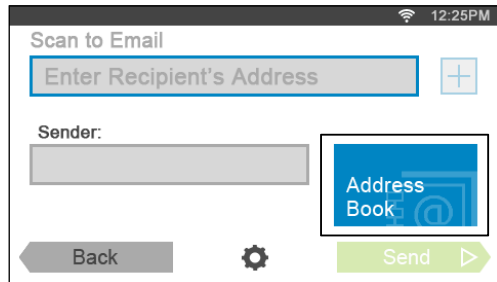 12:25PM
Scan to Email
Enter Recipient's Address
Sender:
Address
Book
Back
Send